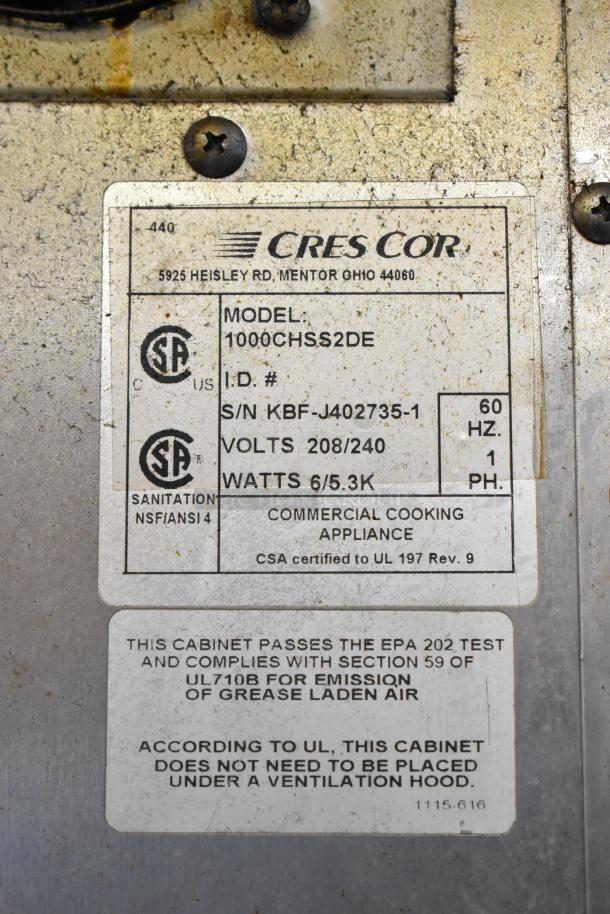 440
CRES COR
5925 HEISLEY RD, MENTOR OHIO 44060
MODEL:
1000CHSS2DE
I.D. #
S/N KBF-J402735-1
VOLTS 208/240
WATTS 6/5.3K
60
HZ.
1
PH.
SA
C US
SA
SANITATION
NSF/ANSI 4
COMMERCIAL COOKING
APPLIANCE
CSA certified to UL 197 Rev. 9
THIS CABINET PASSES THE EPA 202 TEST
AND COMPLIES WITH SECTION 59 OF
UL710B FOR EMISSION
OF GREASE LADEN AIR
ACCORDING TO UL, THIS CABINET
DOES NOT NEED TO BE PLACED
UNDER A VENTILATION HOOD.
1115-616